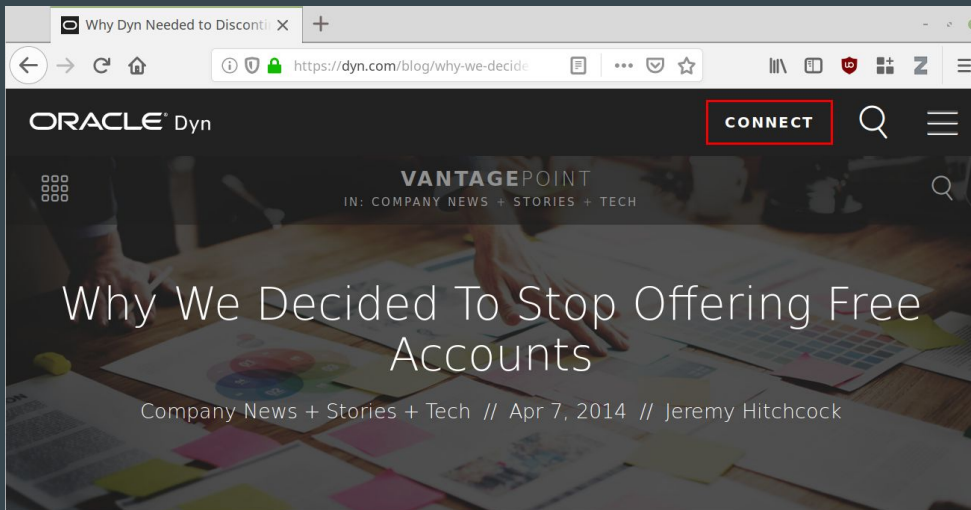 Why Dyn Needed to Disconti
https://dyn.com/blog/why-we-decide
ORACLE® Dyn
CONNECT
VANTAGEPOINT
IN: COMPANY NEWS + STORIES + TECH
Why We Decided To Stop Offering Free
Accounts
Company News + Stories + Tech // Apr 7, 2014 // Jeremy Hitchcock